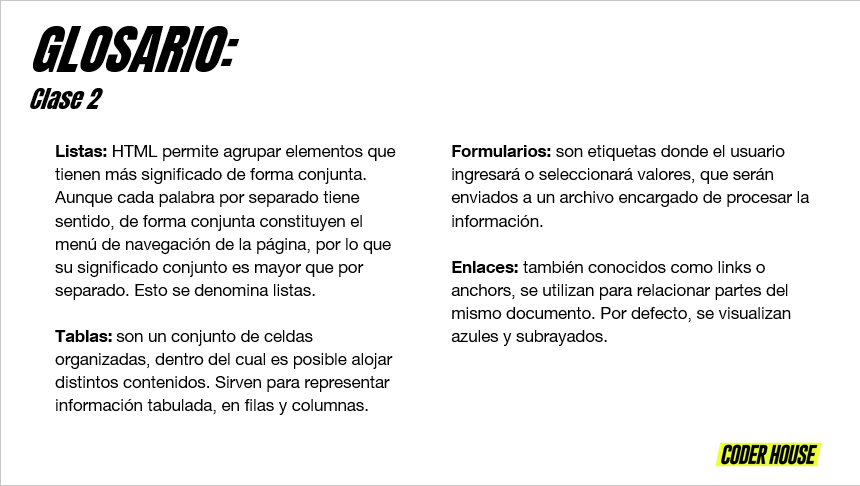 GLOSARIO:
Clase 2
Listas: HTML permite agrupar elementos que
tienen más significado de forma conjunta.
Aunque cada palabra por separado tiene
sentido, de forma conjunta constituyen el
menú de navegación de la página, por lo que
su significado conjunto es mayor que por
separado. Esto se denomina listas.
Tablas: son un conjunto de celdas
organizadas, dentro del cual es posible alojar
distintos contenidos. Sirven para representar
información tabulada, en filas y columnas.
Formularios: son etiquetas donde el usuario
ingresará o seleccionará valores, que serán
enviados a un archivo encargado de procesar la
información.
Enlaces: también conocidos como links o
anchors, se utilizan para relacionar partes del
mismo documento. Por defecto, se visualizan
azules y subrayados.
CODER HOUSE